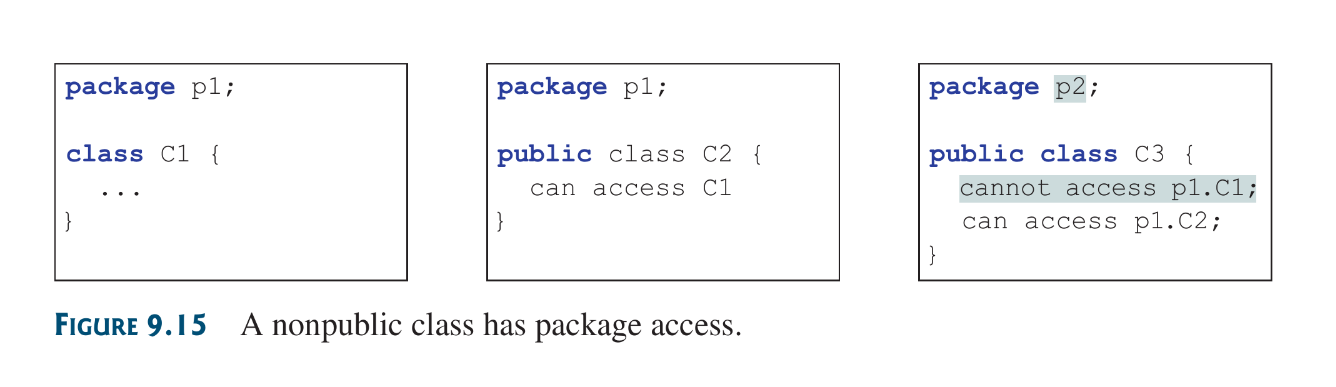 package p1;
class C1 {
...
}
package p1;
public class C2 {
can access C1
}
package p2;
public class C3 {
cannot access p1.C1;
can access p1.C2;
}
FIGURE 9.15 A nonpublic class has package access.